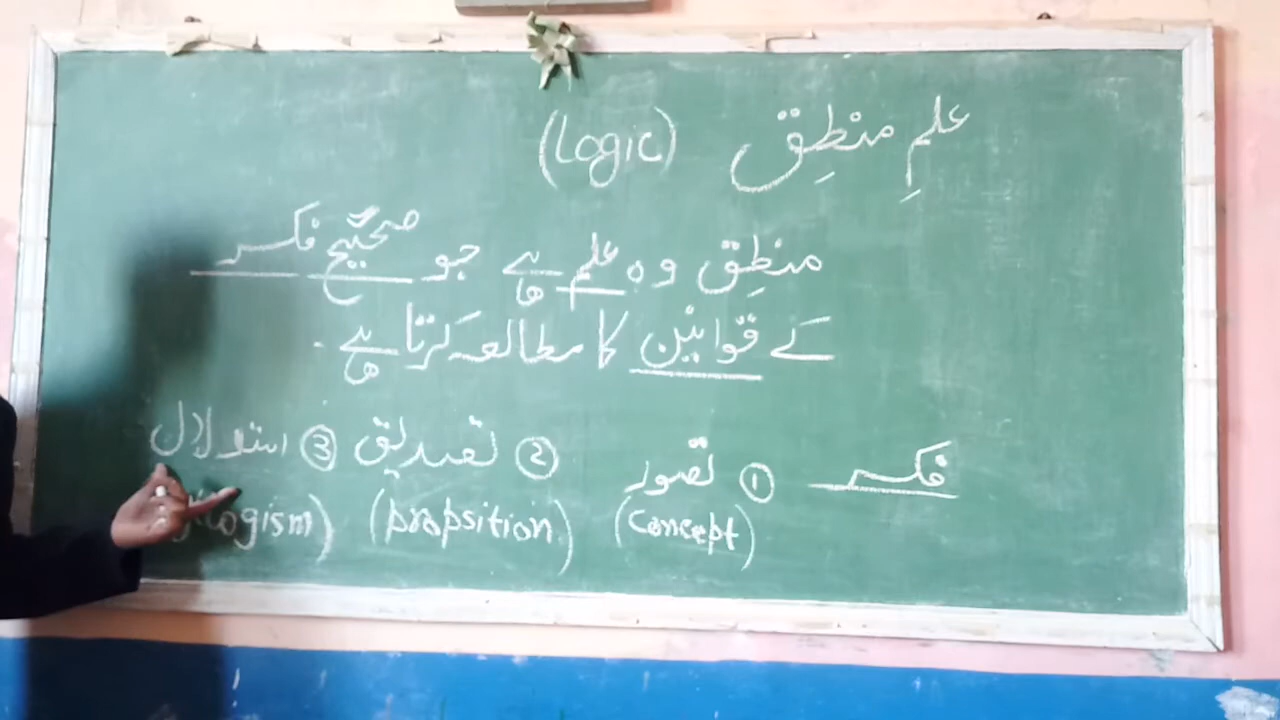 علمِ منطِق (Logic)
منطِق وہ علم ہے جو صحیح فکر
کے قوانین کا مطالعہ کرتا ہے ۔
فکر ① تصور ② تصدیق ③ استدلال
(concept) (propsition) ogism)